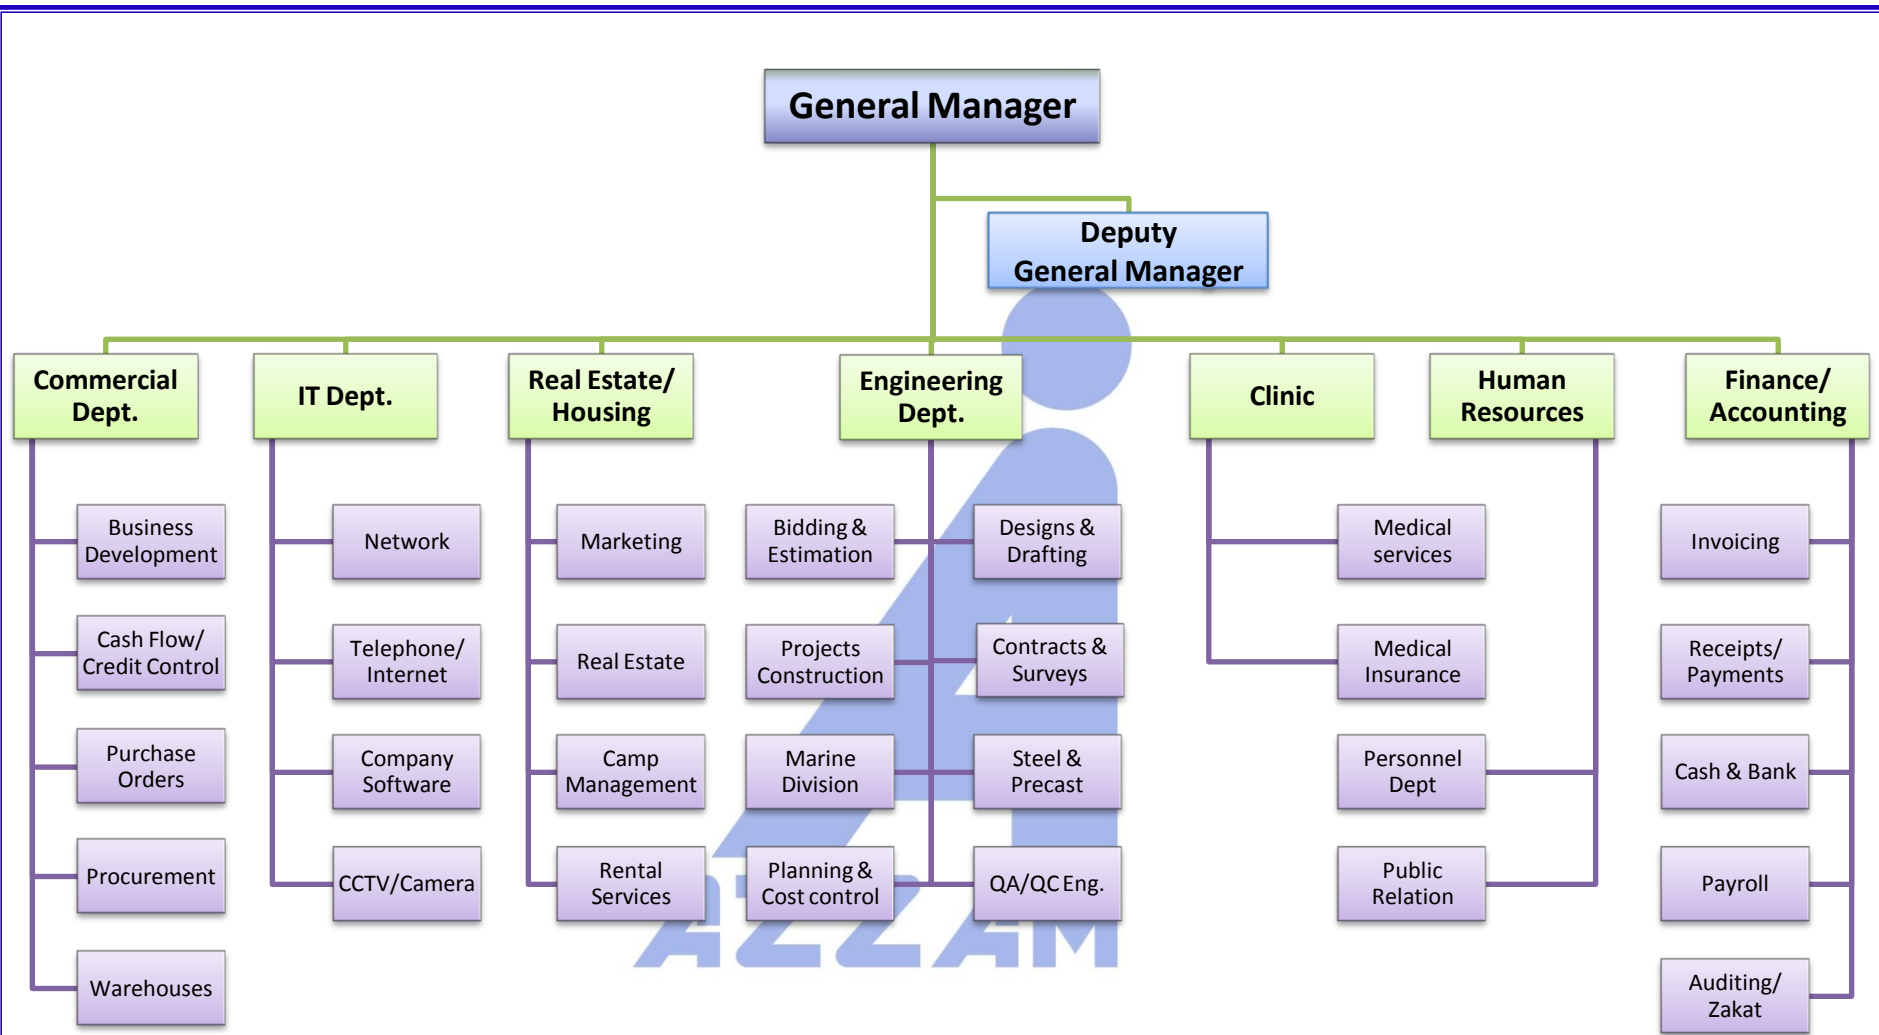 General Manager
Deputy
General Manager
Commercial
Dept.
IT Dept.
Real Estate/
Housing
Engineering
Dept.
Clinic
Human
Resources
Finance/
Accounting
Business
Development
Cash Flow/
Credit Control
Purchase
Orders
Procurement
Warehouses
Network
Telephone/
Internet
Company
Software
CCTV/Camera
Marketing
Real Estate
Camp
Management
Rental
Services
Bidding &
Estimation
Projects
Construction
Marine
Division
Planning &
Cost control
Designs &
Drafting
Contracts &
Surveys
Steel &
Precast
QA/QC Eng.
Medical
services
Medical
Insurance
Personnel
Dept
Public
Relation
Invoicing
Receipts/
Payments
Cash & Bank
Payroll
Auditing/
Zakat
AZZAM